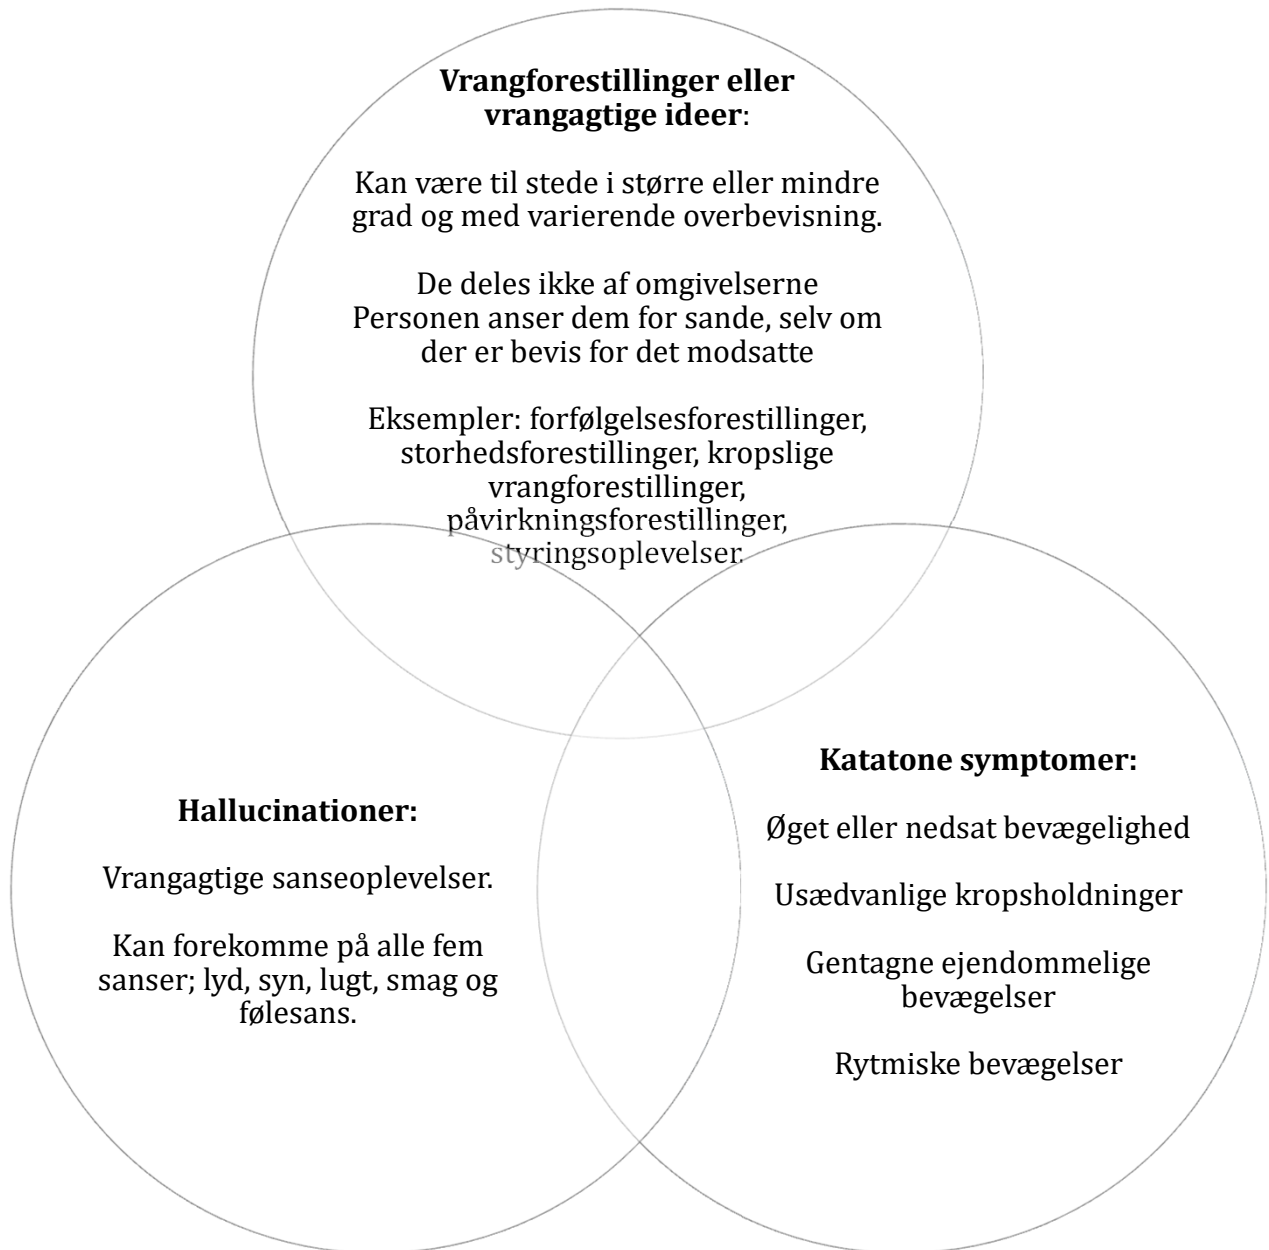 Vrangforestillinger eller
vrangagtige ideer:
Kan være til stede i større eller mindre
grad og med varierende overbevisning.
De deles ikke af omgivelserne
Personen anser dem for sande, selv om
der er bevis for det modsatte
Eksempler: forfølgelsesforestillinger,
storhedsforestillinger, kropslige
vrangforestillinger,
påvirkningsforestillinger,
styringsoplevelser.
Hallucinationer:
Vrangagtige sanseoplevelser.
Kan forekomme på alle fem
sanser; lyd, syn, lugt, smag og
følesans.
Katatone symptomer:
Øget eller nedsat bevægelighed
Usædvanlige kropsholdninger
Gentagne ejendommelige
bevægelser
Rytmiske bevægelser